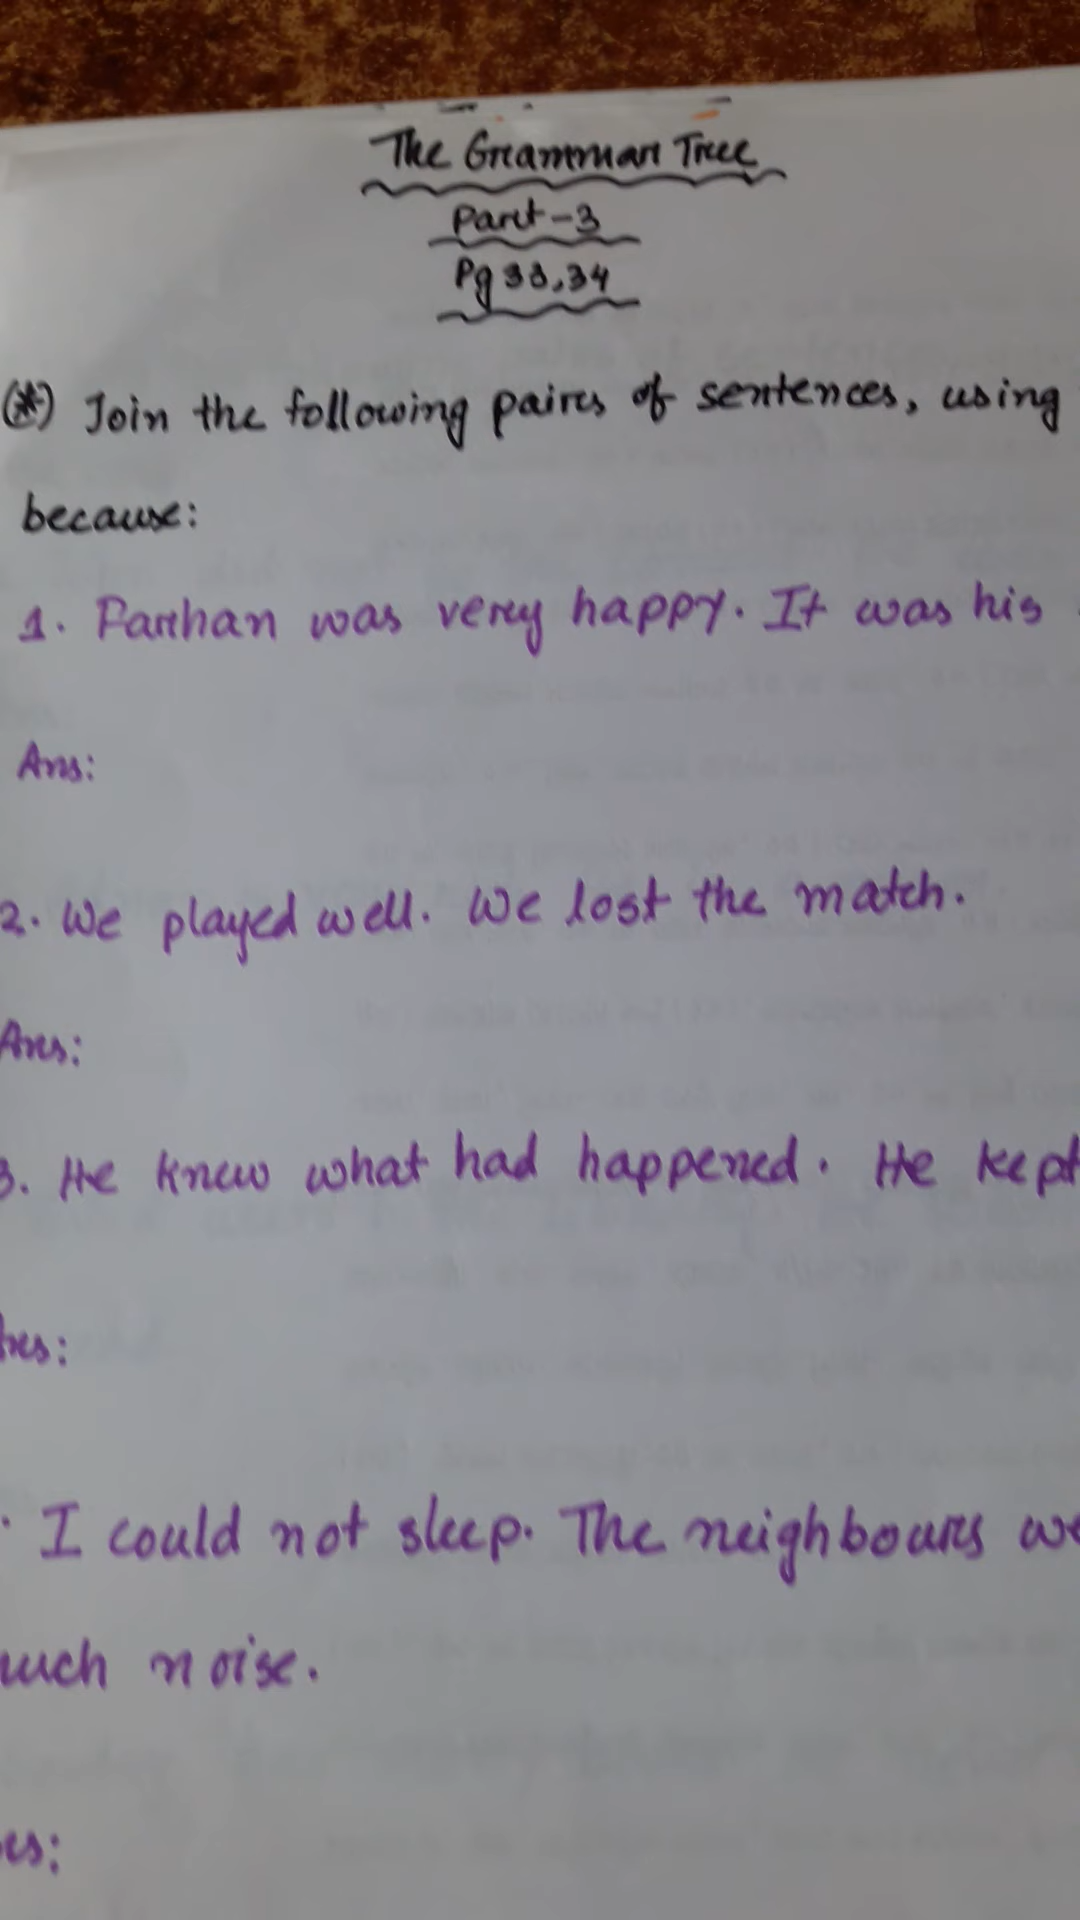 The Grammar Tree
Part-3
Pg 33,34
(*) Join the following pairs of sentences, using
because:
1. Farhan was very happy. It was his
Ans:
2. We played well. We lost the match.
Ans:
3. He knew what had happened. He kept
Ans:
I could not sleep. The neighbours
much noise.